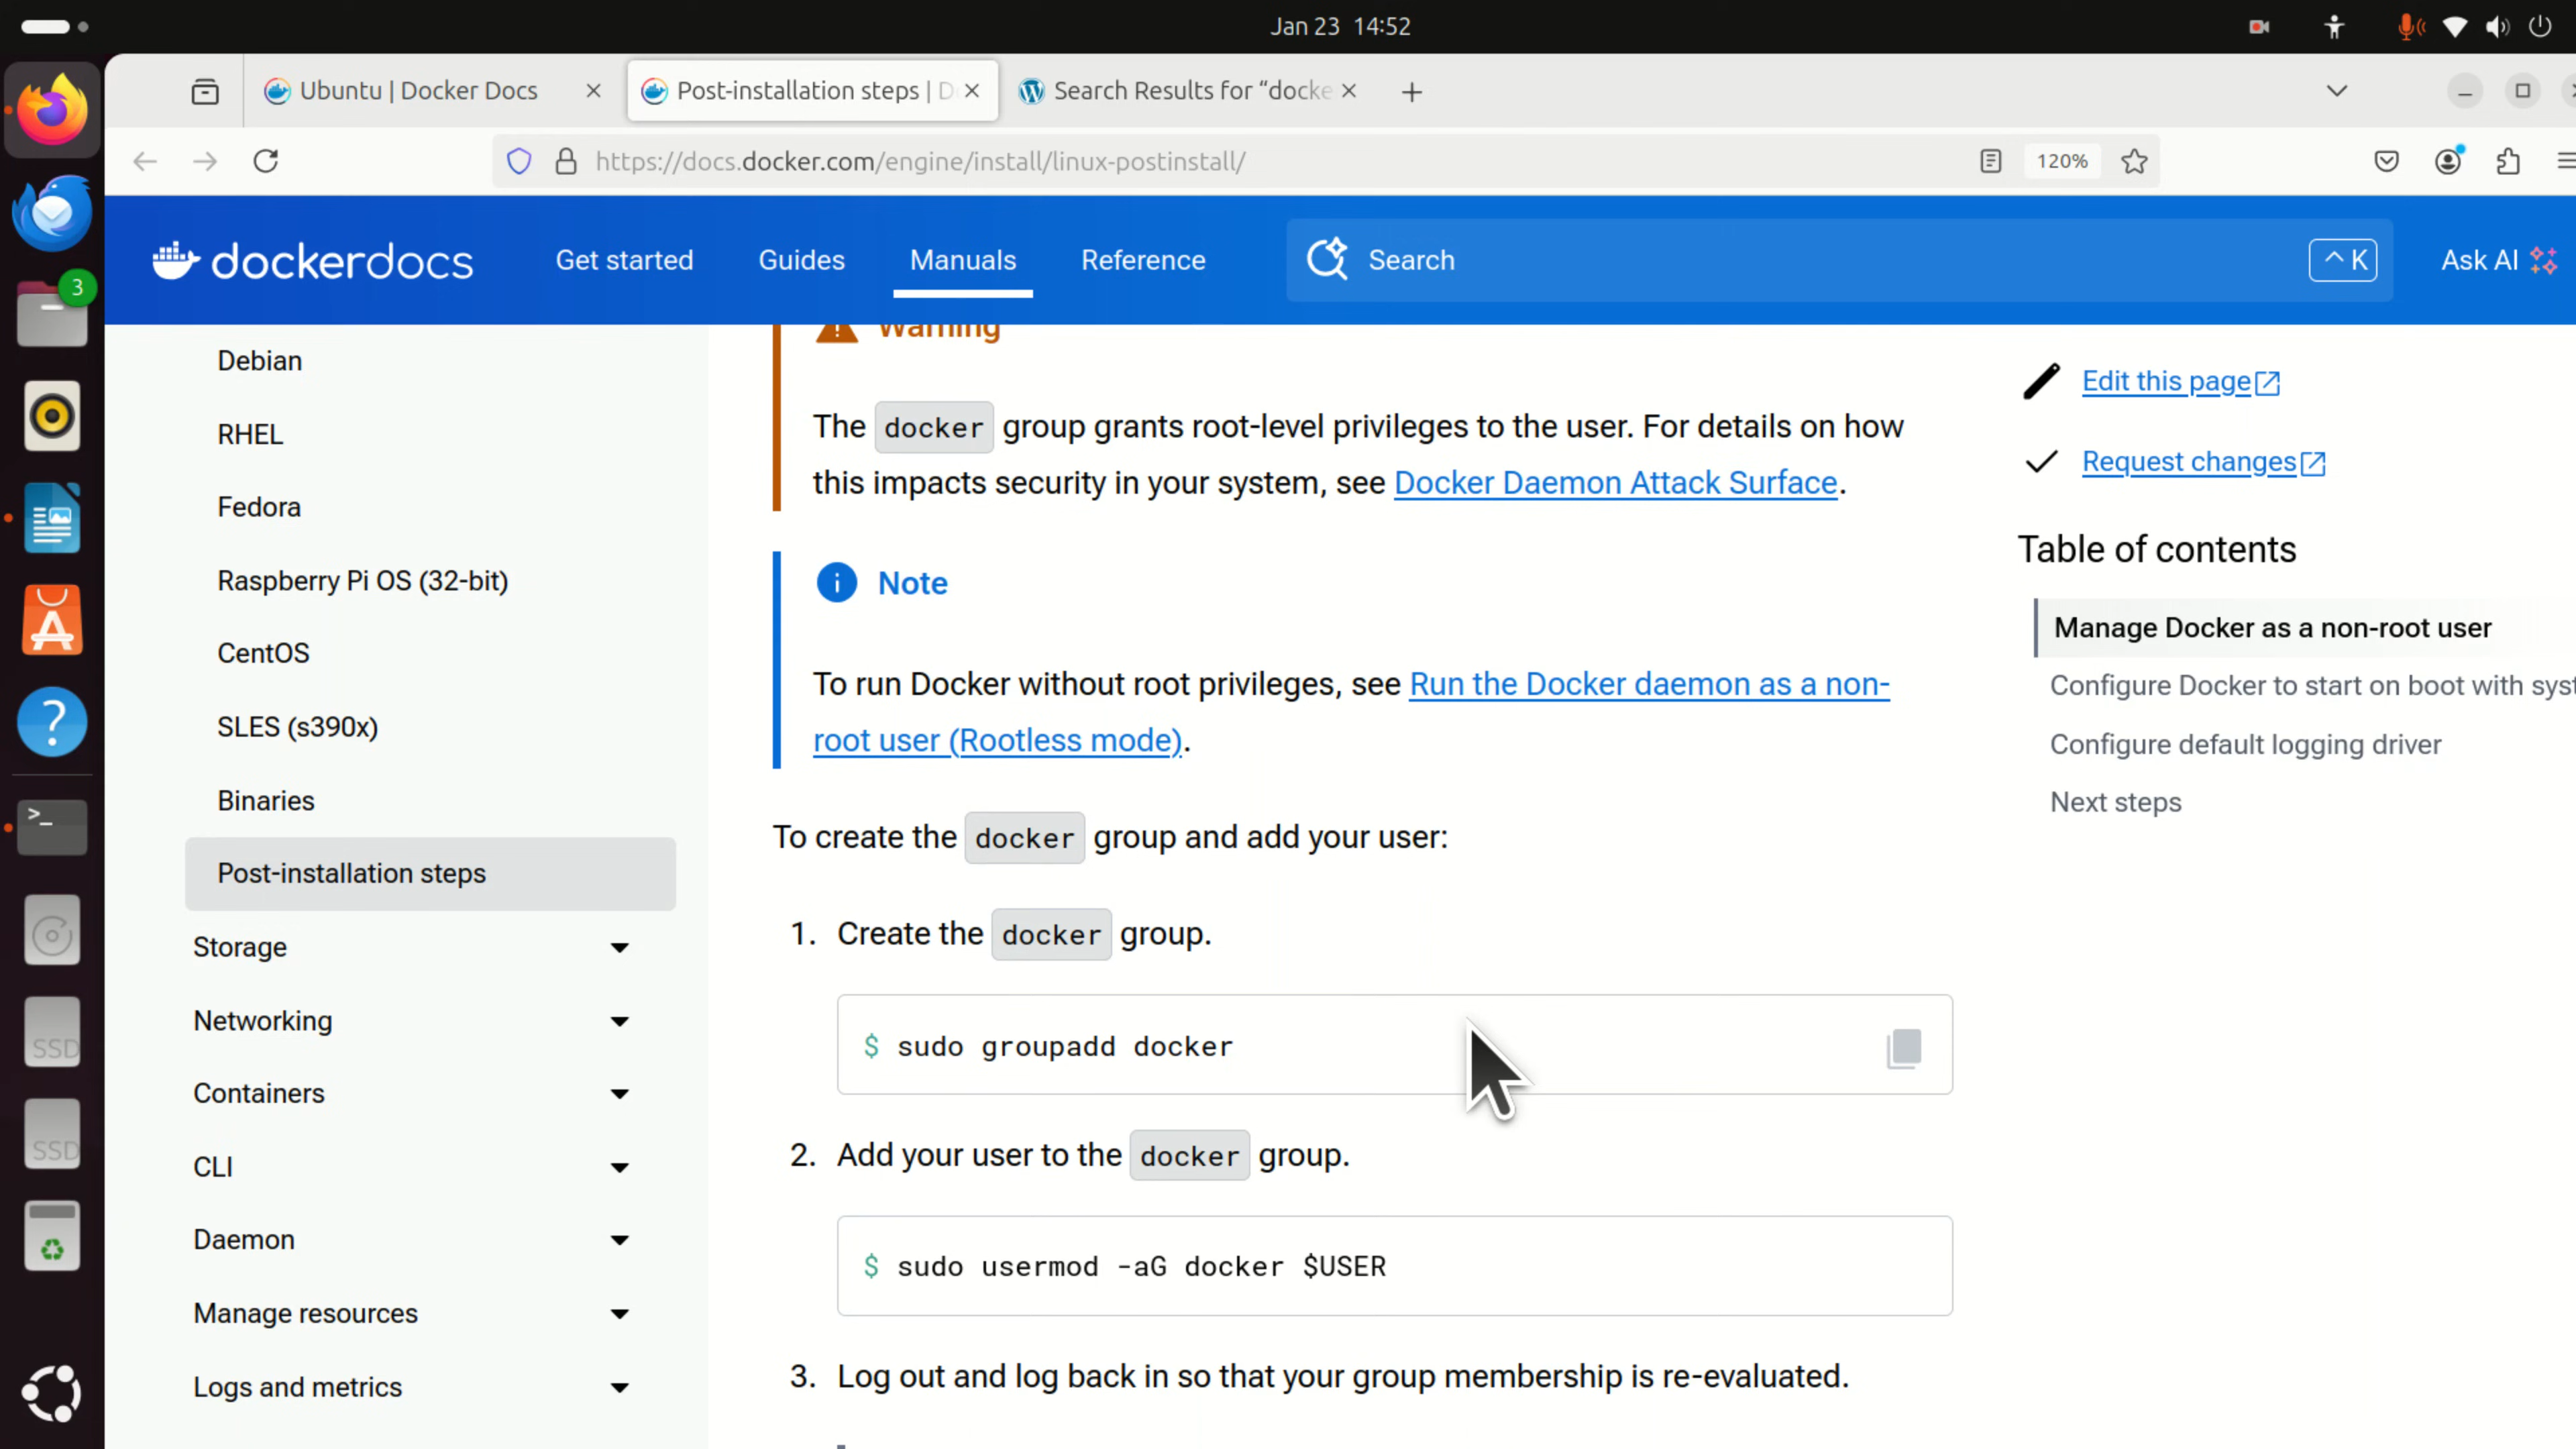 Jan 23 14:52
Ubuntu | Docker Docs
Post-installation steps | D
Search Results for “docke
https://docs.docker.com/engine/install/linux-postinstall/
120%
dockerdocs
Get started
Guides
Manuals
Reference
Search
^ K
Ask AI
3
Debian
RHEL
Fedora
Raspberry Pi OS (32-bit)
CentOS
SLES (s390x)
Binaries
Post-installation steps
Storage
Networking
Containers
CLI
Daemon
Manage resources
Logs and metrics
SSD
SSD
Warning
The docker group grants root-level privileges to the user. For details on how
this impacts security in your system, see Docker Daemon Attack Surface.
Note
To run Docker without root privileges, see Run the Docker daemon as a non-
root user (Rootless mode).
To create the docker group and add your user:
1. Create the docker group.
$ sudo groupadd docker
2. Add your user to the docker group.
$ sudo usermod -aG docker $USER
3. Log out and log back in so that your group membership is re-evaluated.
Edit this page
Request changes
Table of contents
Manage Docker as a non-root user
Configure Docker to start on boot with syst
Configure default logging driver
Next steps